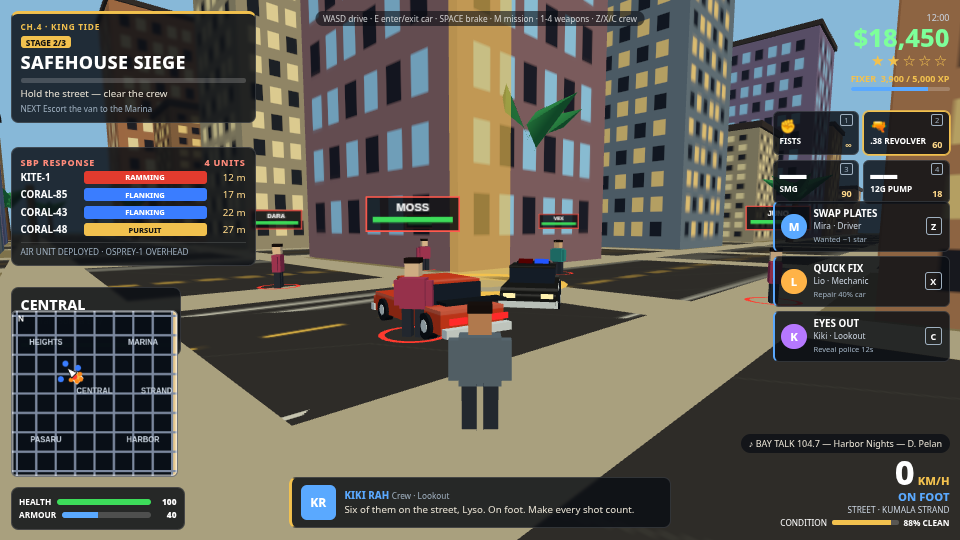 WASD drive · E enter/exit car · SPACE brake · M mission · 1-4 weapons · Z/X/C crew
CH.4 · KING TIDE
STAGE 2/3
SAFEHOUSE SIEGE
Hold the street — clear the crew
NEXT Escort the van to the Marina
12:00
$18,450
★★☆☆☆
FIXER 3,900 / 5,000 XP
1
FISTS
∞
2
.38 REVOLVER
60
3
SMG
90
4
12G PUMP
18
SBP RESPONSE 4 UNITS
KITE-1 RAMMING 12 m
CORAL-85 FLANKING 17 m
CORAL-43 FLANKING 22 m
CORAL-48 PURSUIT 27 m
AIR UNIT DEPLOYED · OSPREY-1 OVERHEAD
DARA
MOSS
VEX
M
SWAP PLATES
Mira · Driver
Wanted −1 star
Z
L
QUICK FIX
Lio · Mechanic
Repair 40% car
X
K
EYES OUT
Kiki · Lookout
Reveal police 12s
C
CENTRAL
N
HEIGHTS
MARINA
CENTRAL
STRAND
PASARU
HARBOR
HEALTH 100
ARMOUR 40
KR
KIKI RAH Crew · Lookout
Six of them on the street, Lyso. On foot. Make every shot count.
♪ BAY TALK 104.7 — Harbor Nights — D. Pelan
0 KM/H
ON FOOT
STREET · KUMALA STRAND
CONDITION 88% CLEAN